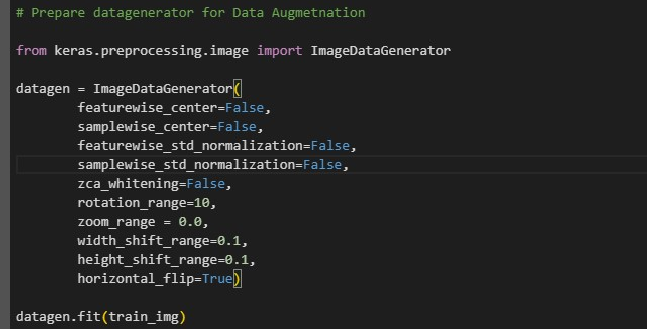 # Prepare datagenerator for Data Augmetnation
from keras.preprocessing.image import ImageDataGenerator
datagen = ImageDataGenerator(
featurewise_center=False,
samplewise_center=False,
featurewise_std_normalization=False,
samplewise_std_normalization=False,
zca_whitening=False,
rotation_range=10,
zoom_range = 0.0,
width_shift_range=0.1,
height_shift_range=0.1,
horizontal_flip=True)
datagen.fit(train_img)